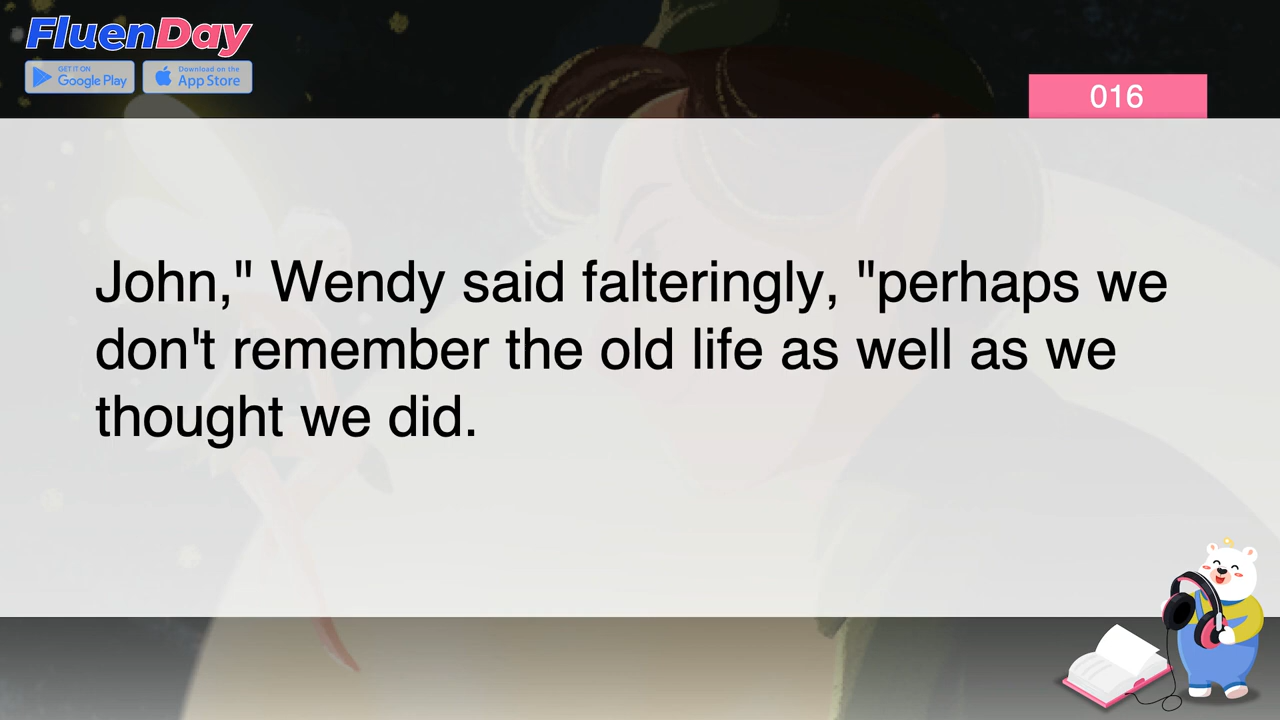 FluenDay
GET IT ON
Google Play
Download on the
App Store
016
John," Wendy said falteringly, "perhaps we
don't remember the old life as well as we
thought we did.